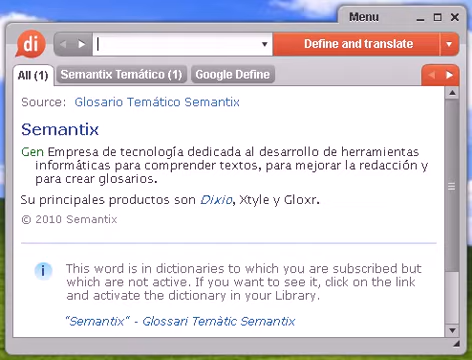 Menu
di
Define and translate
All (1) Semantix Temático (1) Google Define
Source: Glosario Temático Semantix
Semantix
Gen Empresa de tecnología dedicada al desarrollo de herramientas
informáticas para comprender textos, para mejorar la redacción y
para crear glosarios.
Su principales productos son Dixio, Xtyle y Gloxr.
© 2010 Semantix
i
This word is in dictionaries to which you are subscribed but
which are not active. If you want to see it, click on the link
and activate the dictionary in your Library.
"Semantix" - Glossari Temàtic Semantix